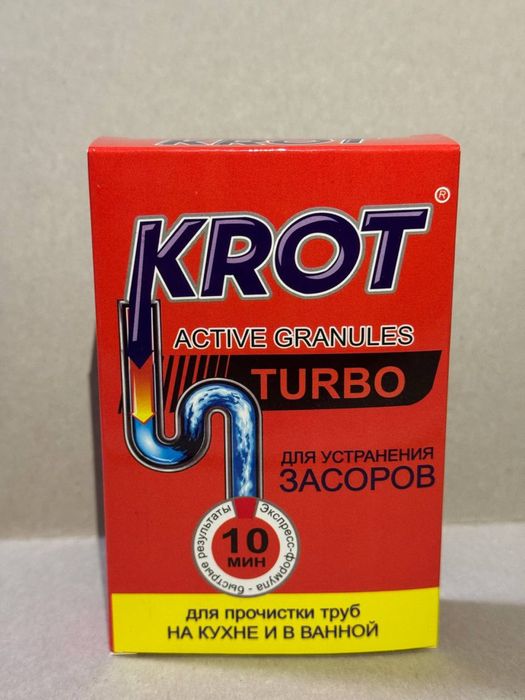 KROT
KROT®
ACTIVE GRANULES
TURBO
ДЛЯ УСТРАНЕНИЯ
ЗАСОРОВ
Экспресс-формула - быстрые результаты
10
МИН
для прочистки труб
НА КУХНЕ И В ВАННОЙ